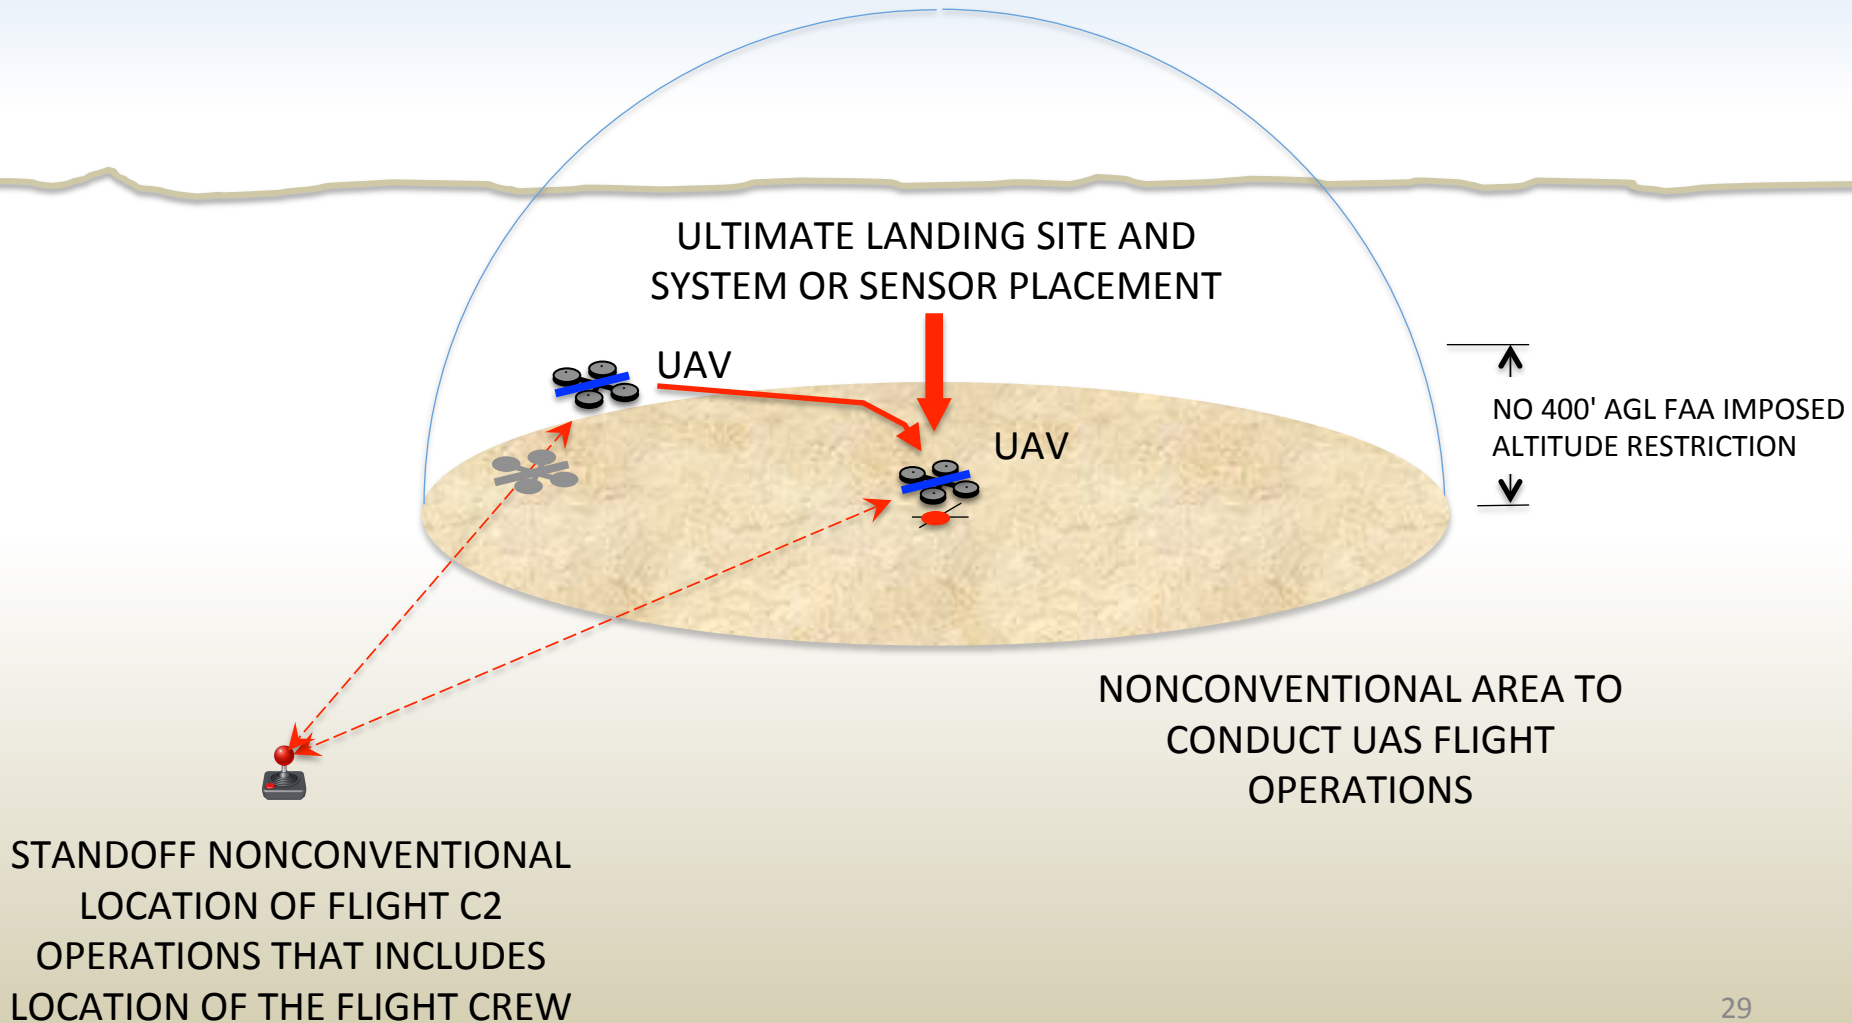 ULTIMATE LANDING SITE AND
SYSTEM OR SENSOR PLACEMENT
UAV
UAV
NO 400' AGL FAA IMPOSED
ALTITUDE RESTRICTION
NONCONVENTIONAL AREA TO
CONDUCT UAS FLIGHT
OPERATIONS
STANDOFF NONCONVENTIONAL
LOCATION OF FLIGHT C2
OPERATIONS THAT INCLUDES
LOCATION OF THE FLIGHT CREW
29